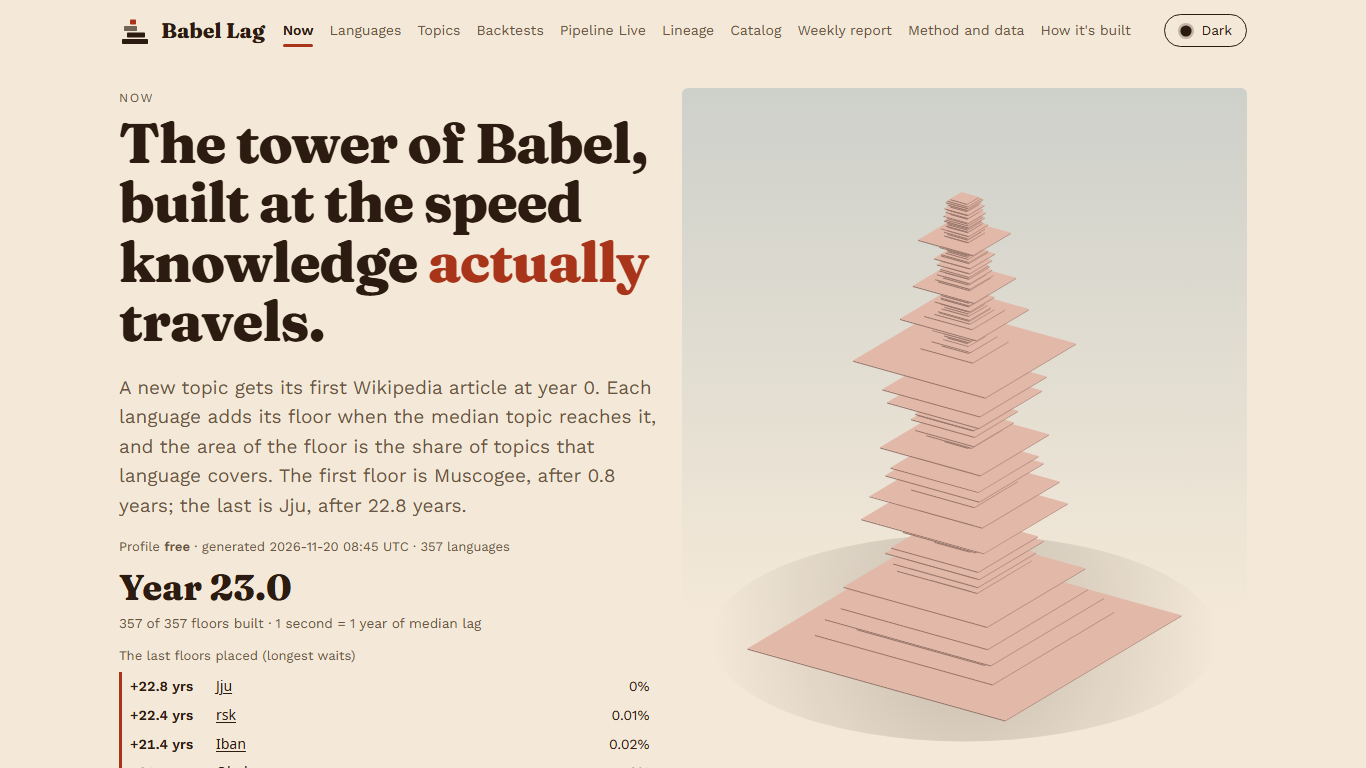 Babel Lag
Now
Languages
Topics
Backtests
Pipeline Live
Lineage
Catalog
Weekly report
Method and data
How it's built
Dark
NOW
The tower of Babel,
built at the speed
knowledge actually
travels.
A new topic gets its first Wikipedia article at year 0. Each
language adds its floor when the median topic reaches it,
and the area of the floor is the share of topics that
language covers. The first floor is Muscogee, after 0.8
years; the last is Jju, after 22.8 years.
Profile free · generated 2026-11-20 08:45 UTC · 357 languages
Year 23.0
357 of 357 floors built · 1 second = 1 year of median lag
The last floors placed (longest waits)
+22.8 yrs Jju 0%
+22.4 yrs rsk 0.01%
+21.4 yrs Iban 0.02%